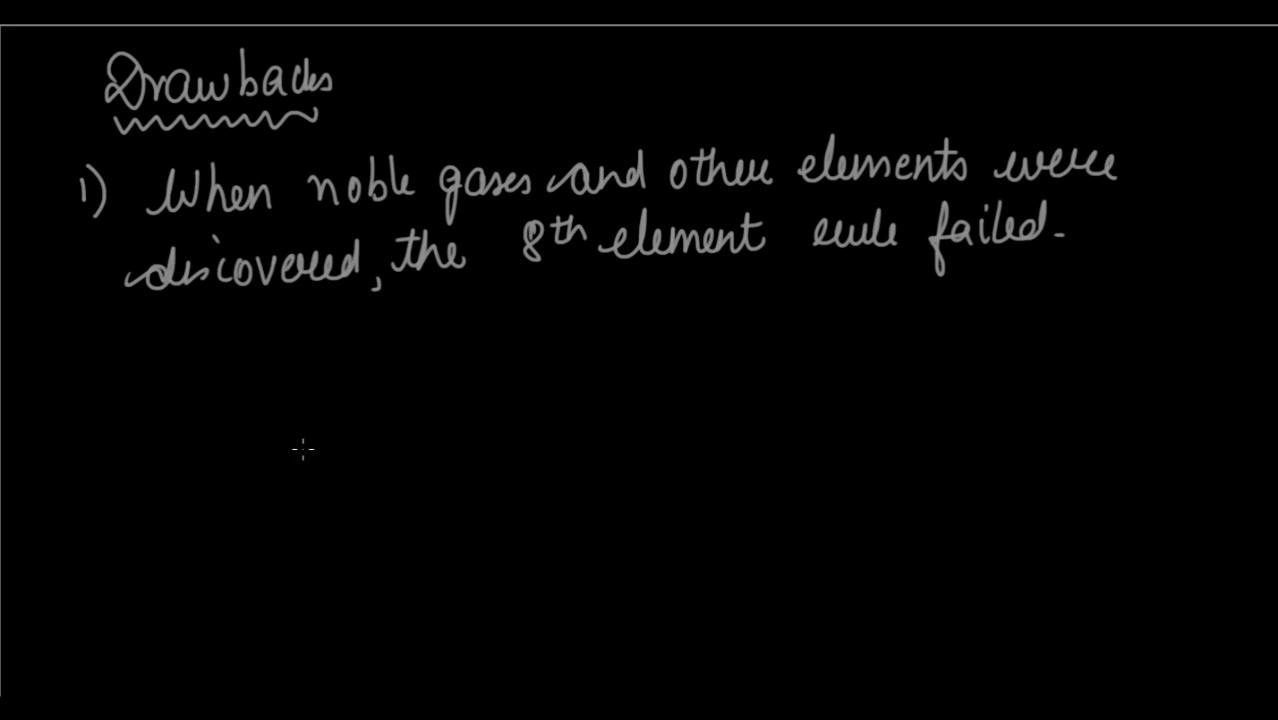 Drawbacks
1) When noble gases and other elements were
discovered, the 8th element rule failed.